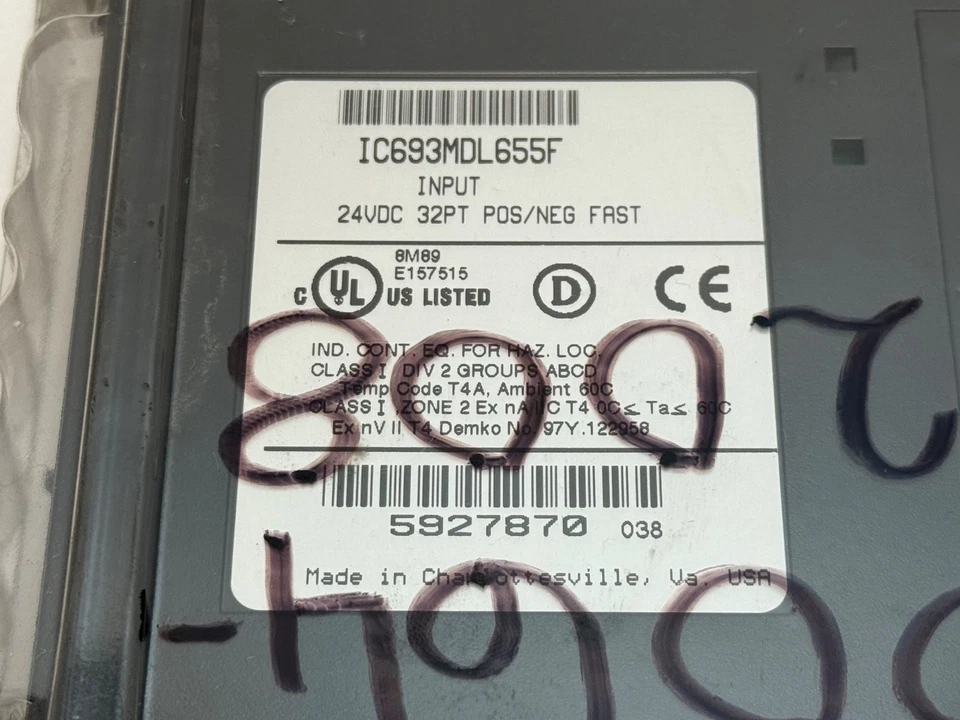 IC693MDL655F
INPUT
24VDC 32PT POS/NEG FAST
8M89
E157515
C UL US LISTED D CE
IND. CONT. EQ. FOR HAZ. LOC.
CLASS I DIV 2 GROUPS ABCD
Temp Code T4A, Ambient 60C
CLASS I, ZONE 2 Ex nA IIC T4 0C ≤ Ta ≤ 60C
Ex nV II T4 Demko No. 97Y.122958
5927870 038
Made in Charlottesville, Va. USA